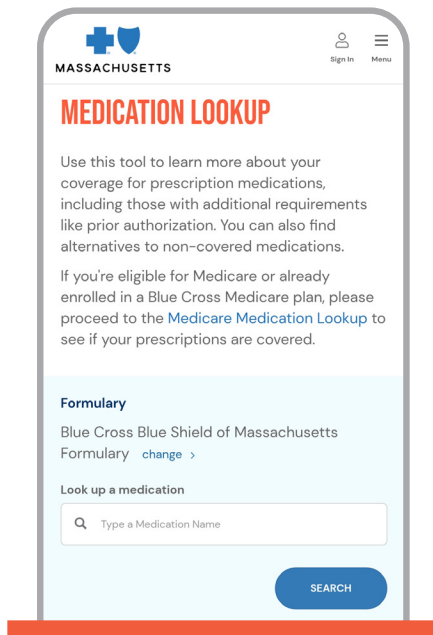 MASSACHUSETTS
Sign In
Menu
MEDICATION LOOKUP
Use this tool to learn more about your
coverage for prescription medications,
including those with additional requirements
like prior authorization. You can also find
alternatives to non-covered medications.
If you're eligible for Medicare or already
enrolled in a Blue Cross Medicare plan, please
proceed to the Medicare Medication Lookup to
see if your prescriptions are covered.
Formulary
Blue Cross Blue Shield of Massachusetts
Formulary change >
Look up a medication
Type a Medication Name
SEARCH